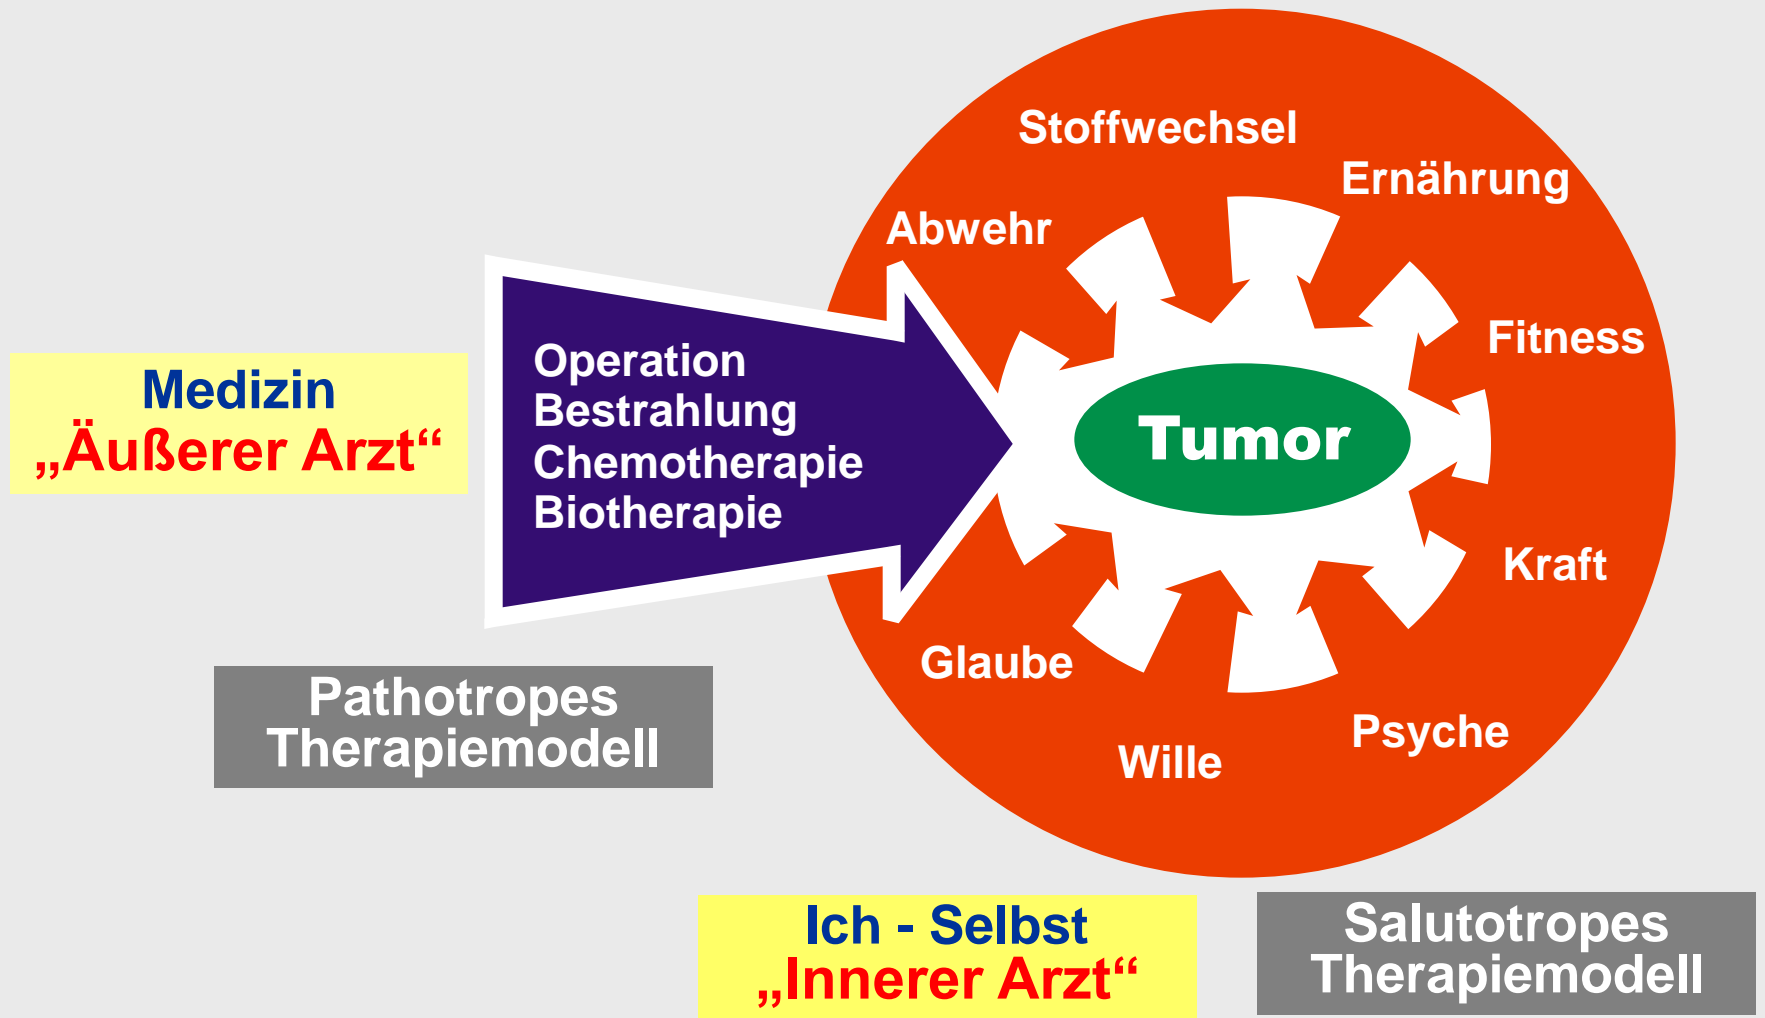 Stoffwechsel
Ernährung
Abwehr
Fitness
Operation
Bestrahlung
Chemotherapie
Biotherapie
Medizin
„Äußerer Arzt“
Tumor
Kraft
Glaube
Psyche
Wille
Pathotropes
Therapiemodell
Ich - Selbst
„Innerer Arzt“
Salutotropes
Therapiemodell